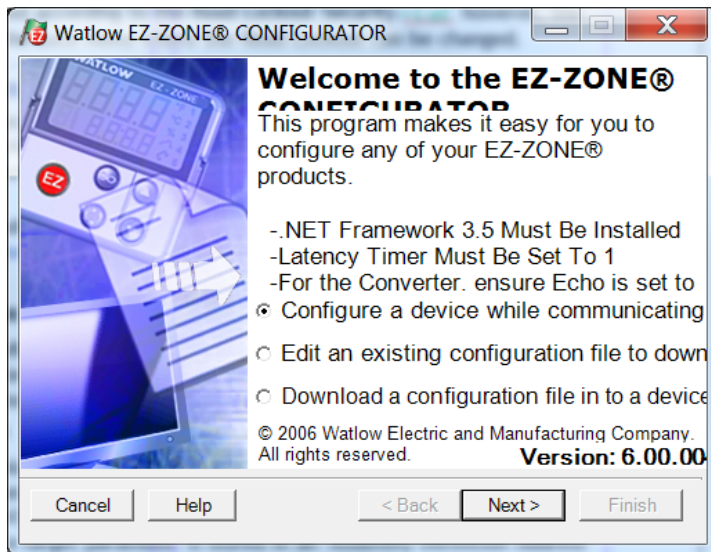 Watlow EZ-ZONE® CONFIGURATOR
WATLOW EZ-ZONE
EZ
Welcome to the EZ-ZONE®
CONFIGURATOR
This program makes it easy for you to
configure any of your EZ-ZONE®
products.
-.NET Framework 3.5 Must Be Installed
-Latency Timer Must Be Set To 1
-For the Converter. ensure Echo is set to
Configure a device while communicating
Edit an existing configuration file to down
Download a configuration file in to a device
© 2006 Watlow Electric and Manufacturing Company.
All rights reserved. Version: 6.00.00
Cancel Help < Back Next > Finish